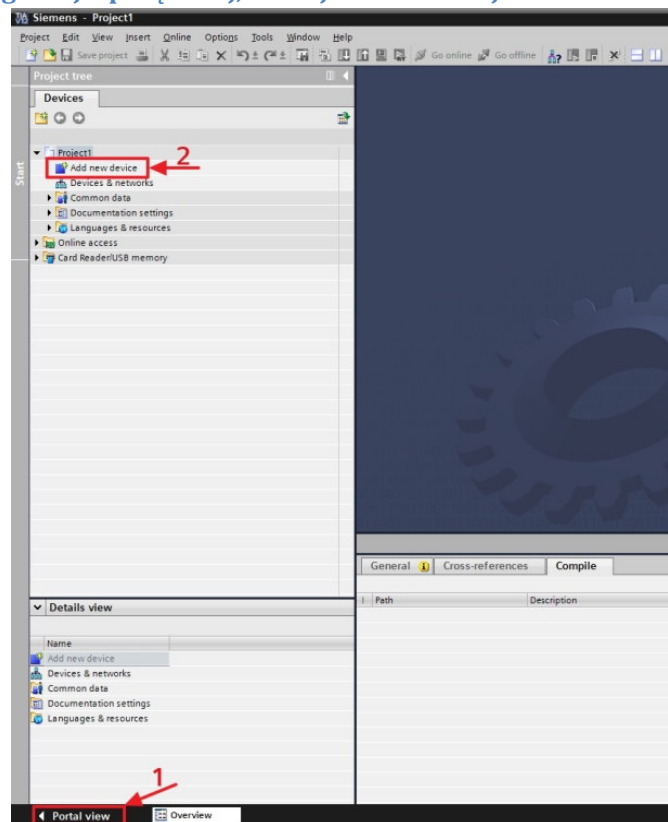 Siemens - Project1
Project Edit View Insert Online Options Tools Window Help
Save project Go online Go offline
Project tree
Devices
Start
Project1
Add new device
2
Devices & networks
Common data
Documentation settings
Languages & resources
Online access
Card Reader/USB memory
General Cross-references Compile
Path Description
Details view
Name
Add new device
Devices & networks
Common data
Documentation settings
Languages & resources
1
Portal view Overview